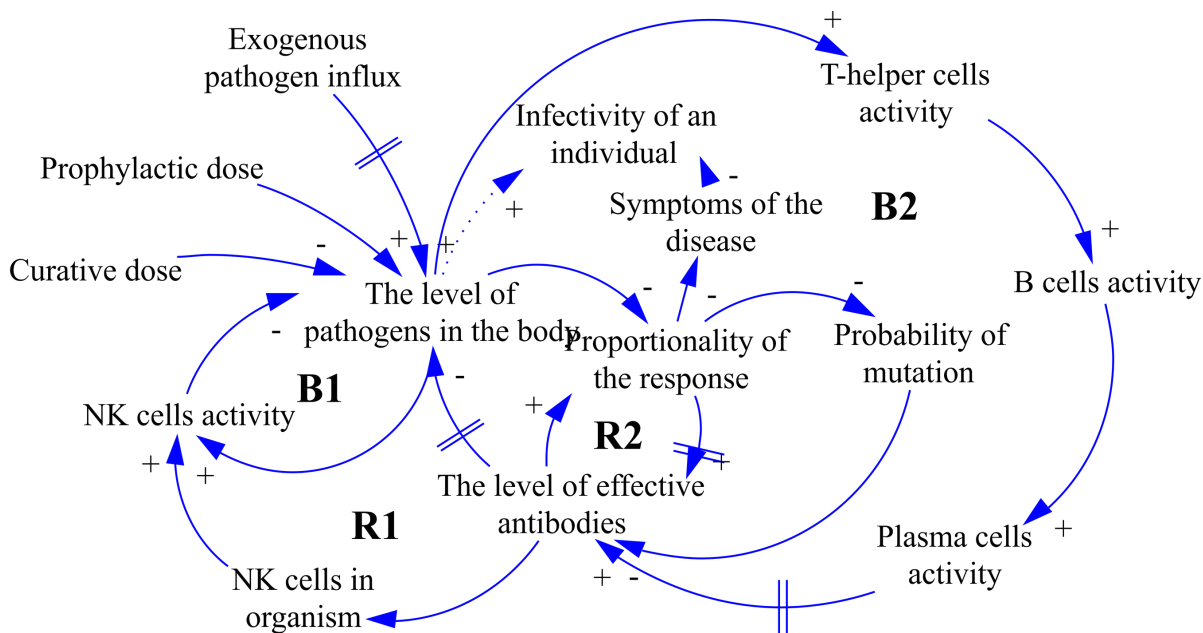 Exogenous
pathogen influx
+
T-helper cells
activity
Infectivity of an
individual
Prophylactic dose
-
+
Symptoms of the
disease
B2
+
-
+
+
Curative dose
B cells activity
The level of
pathogens in the body
-
-
-
-
Proportionality of
the response
Probability of
mutation
B1
-
NK cells activity
+
R2
+
+
+
The level of effective
antibodies
R1
Plasma cells
activity
+
NK cells in
organism
+
-